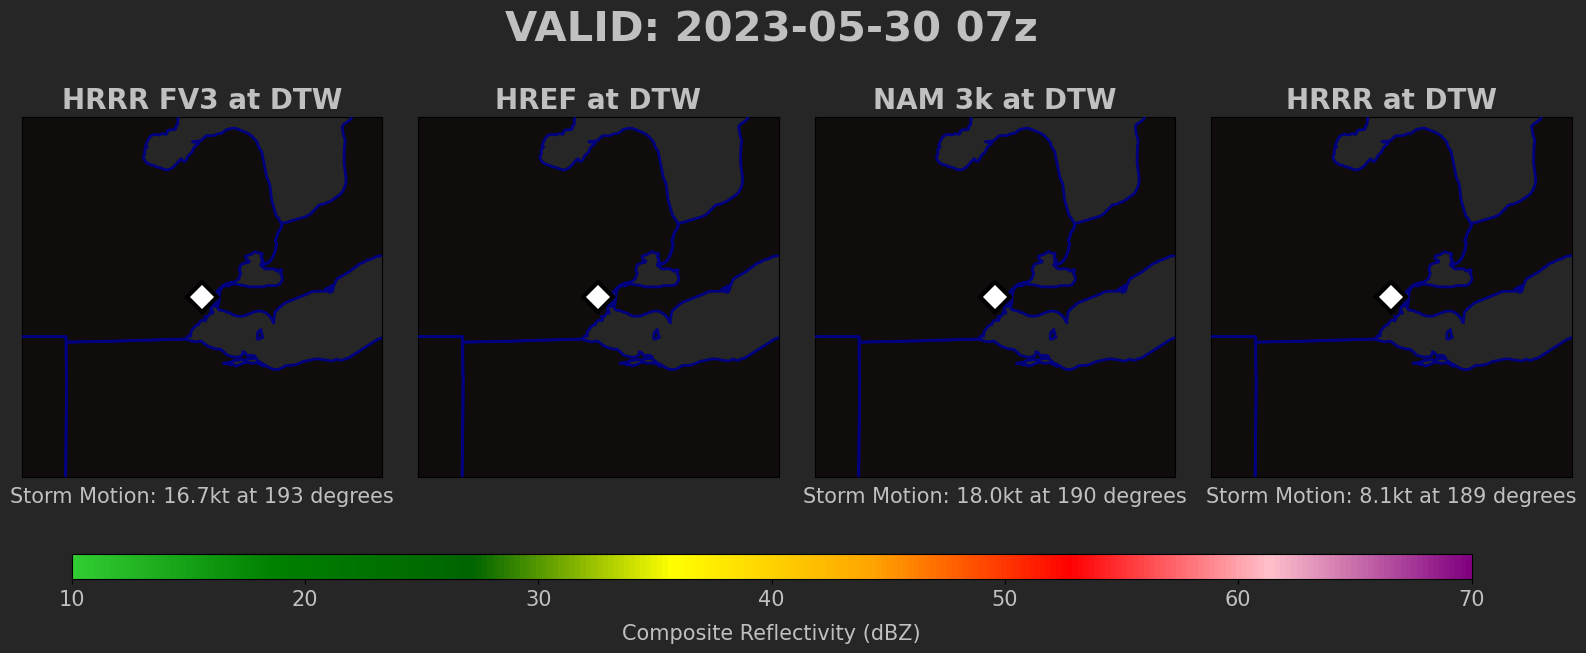 VALID: 2023-05-30 07z
HRRR FV3 at DTW
HREF at DTW
NAM 3k at DTW
HRRR at DTW
Storm Motion: 16.7kt at 193 degrees
Storm Motion: 18.0kt at 190 degrees
Storm Motion: 8.1kt at 189 degrees
10 20 30 40 50 60 70
Composite Reflectivity (dBZ)